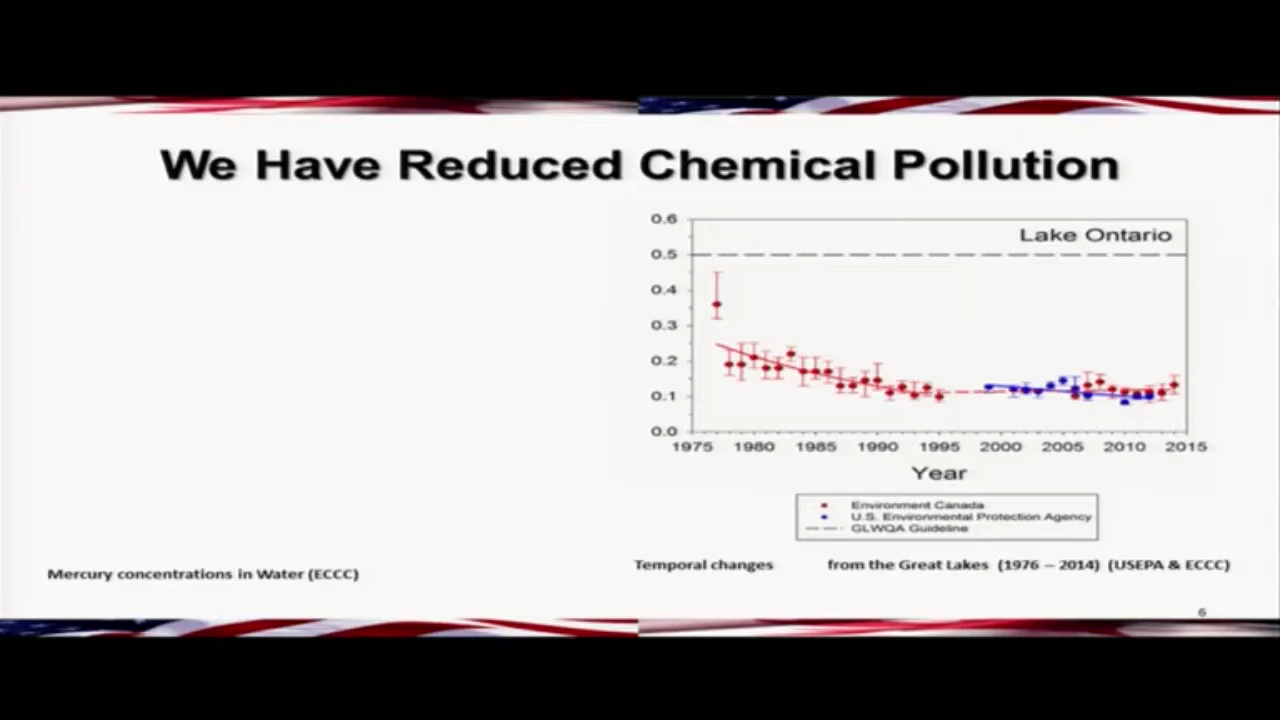 We Have Reduced Chemical Pollution
0.6
Lake Ontario
0.5
0.4
0.3
0.2
0.1
0.0
1975 1980 1985 1990 1995 2000 2005 2010 2015
Year
Environment Canada
U.S. Environmental Protection Agency
GLWQA Guideline
Mercury concentrations in Water (ECCC)
Temporal changes from the Great Lakes (1976 – 2014) (USEPA & ECCC)
6